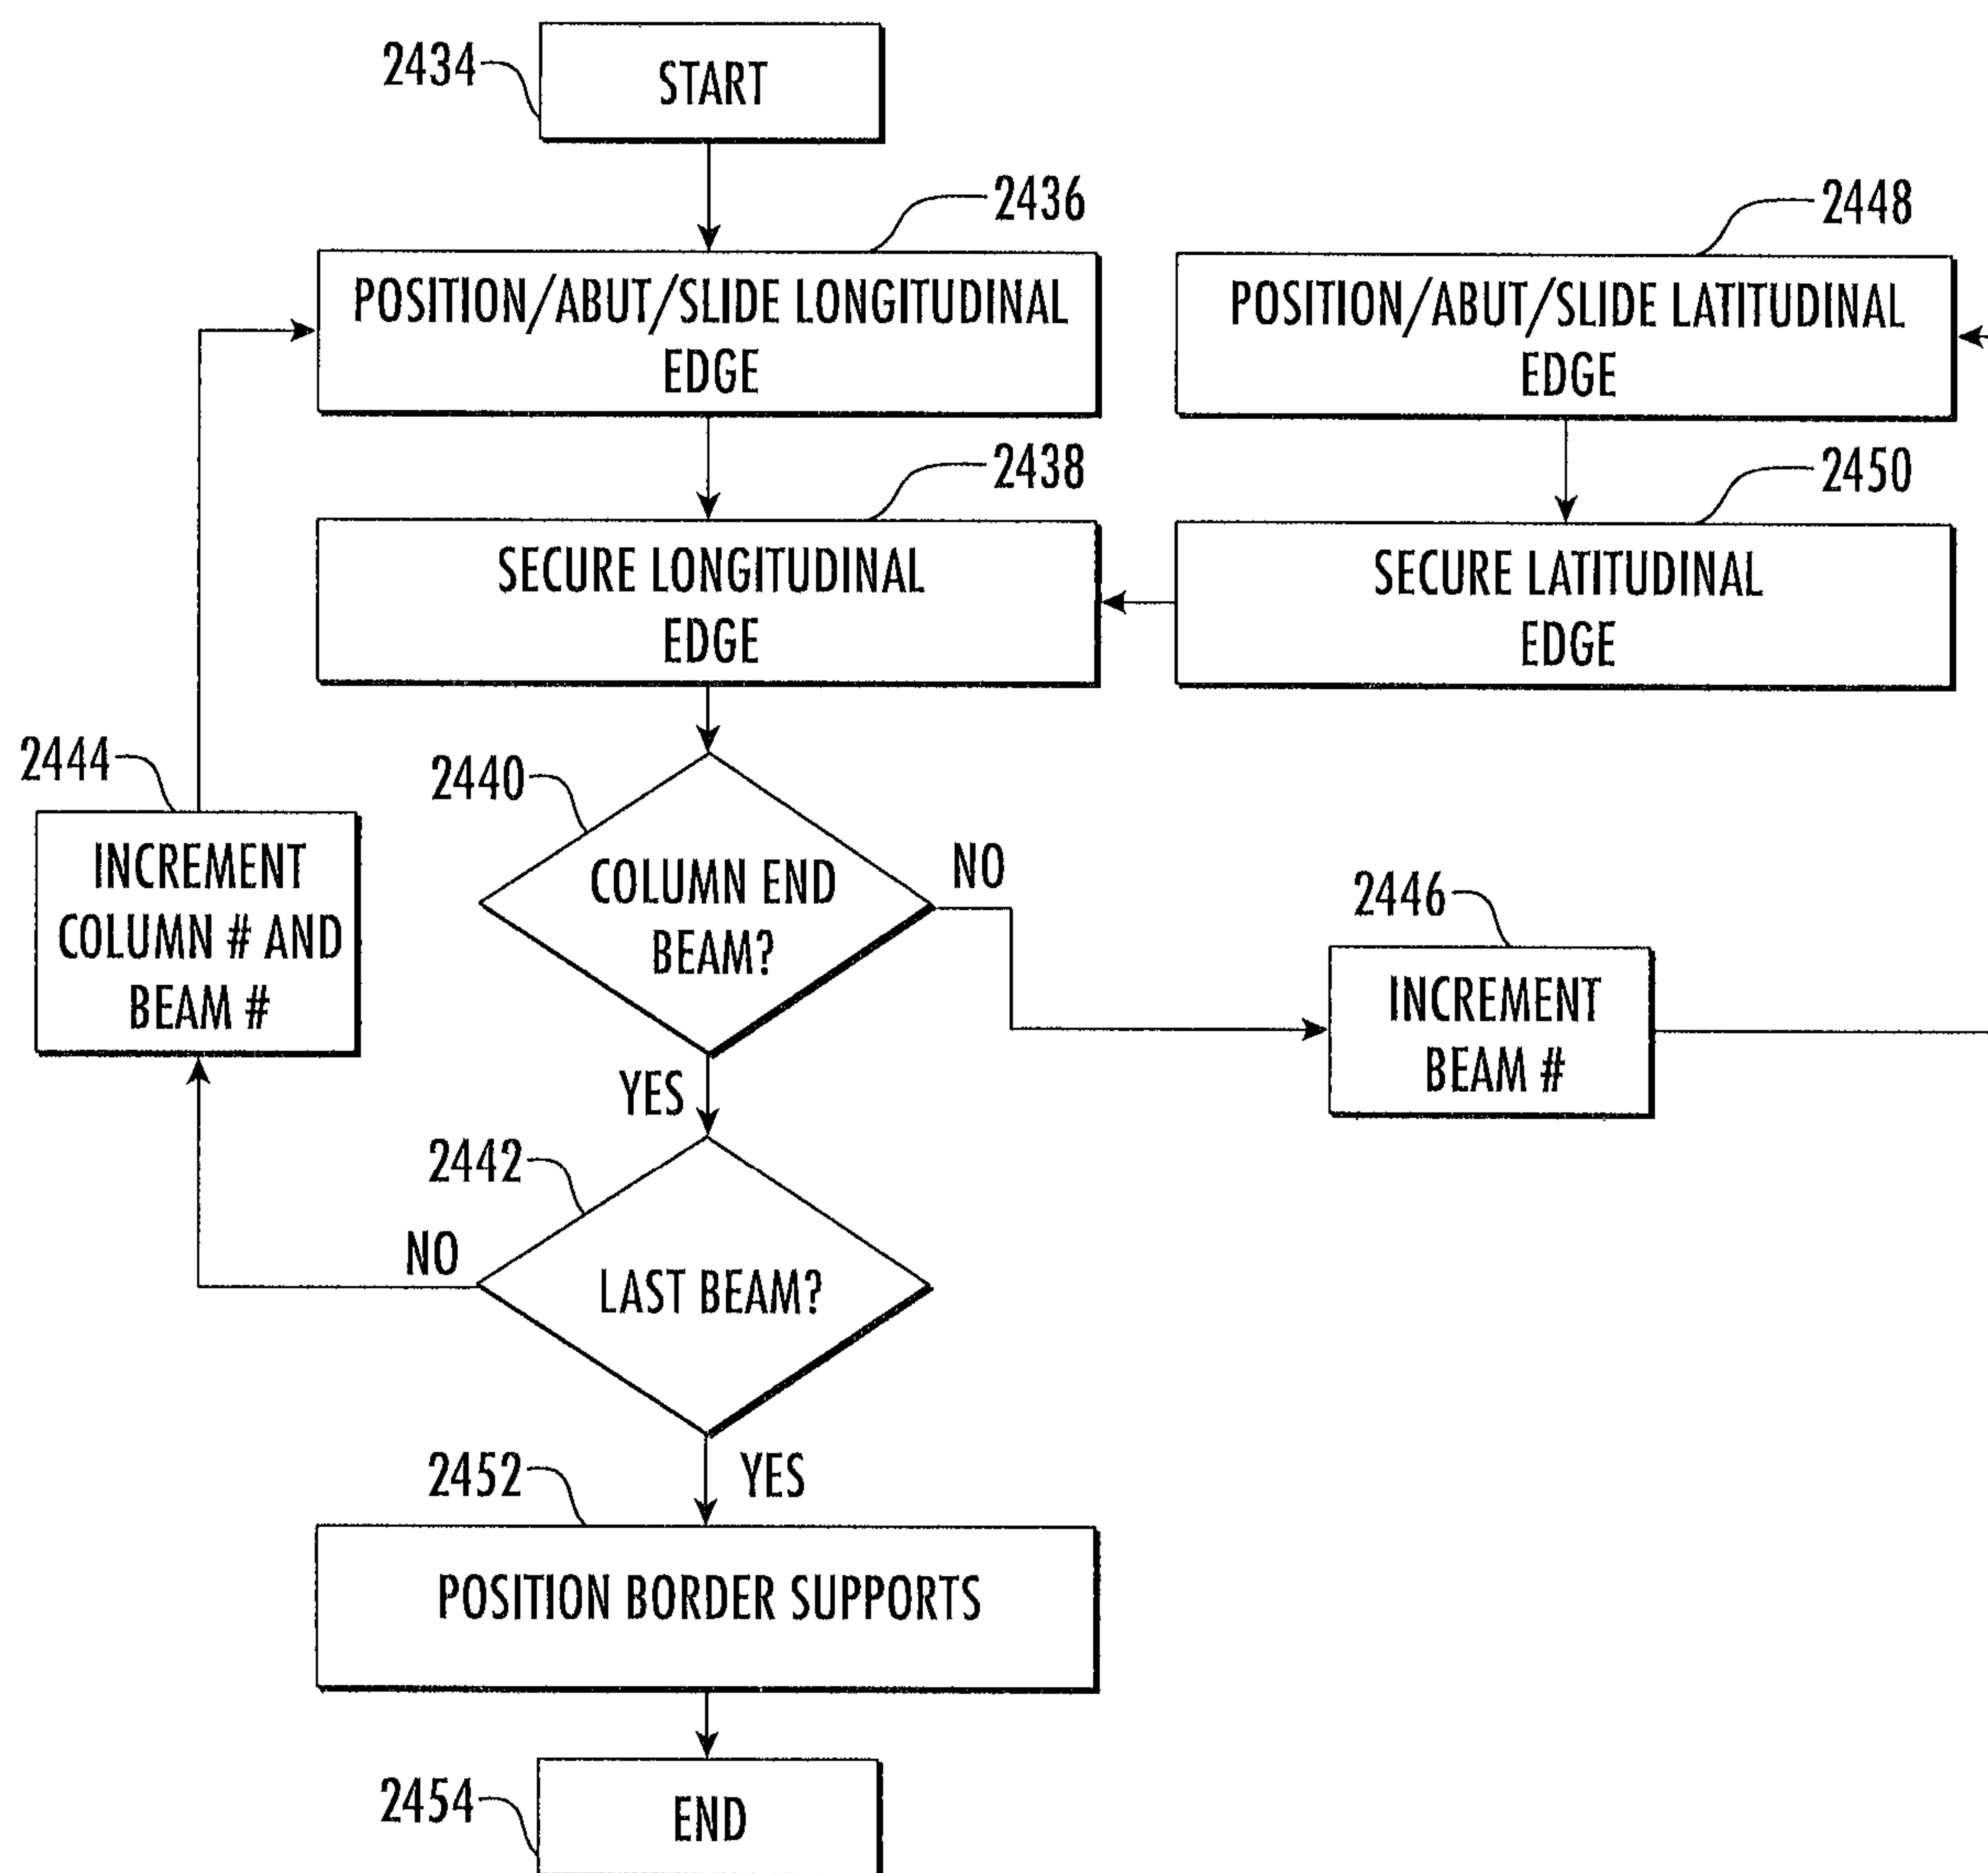 2434
START
2436
POSITION/ABUT/SLIDE LONGITUDINAL
EDGE
2448
POSITION/ABUT/SLIDE LATITUDINAL
EDGE
2438
SECURE LONGITUDINAL
EDGE
2450
SECURE LATITUDINAL
EDGE
2444
INCREMENT
COLUMN # AND
BEAM #
2440
COLUMN END
BEAM?
NO
2446
INCREMENT
BEAM #
YES
2442
NO
LAST BEAM?
2452
YES
POSITION BORDER SUPPORTS
2454
END